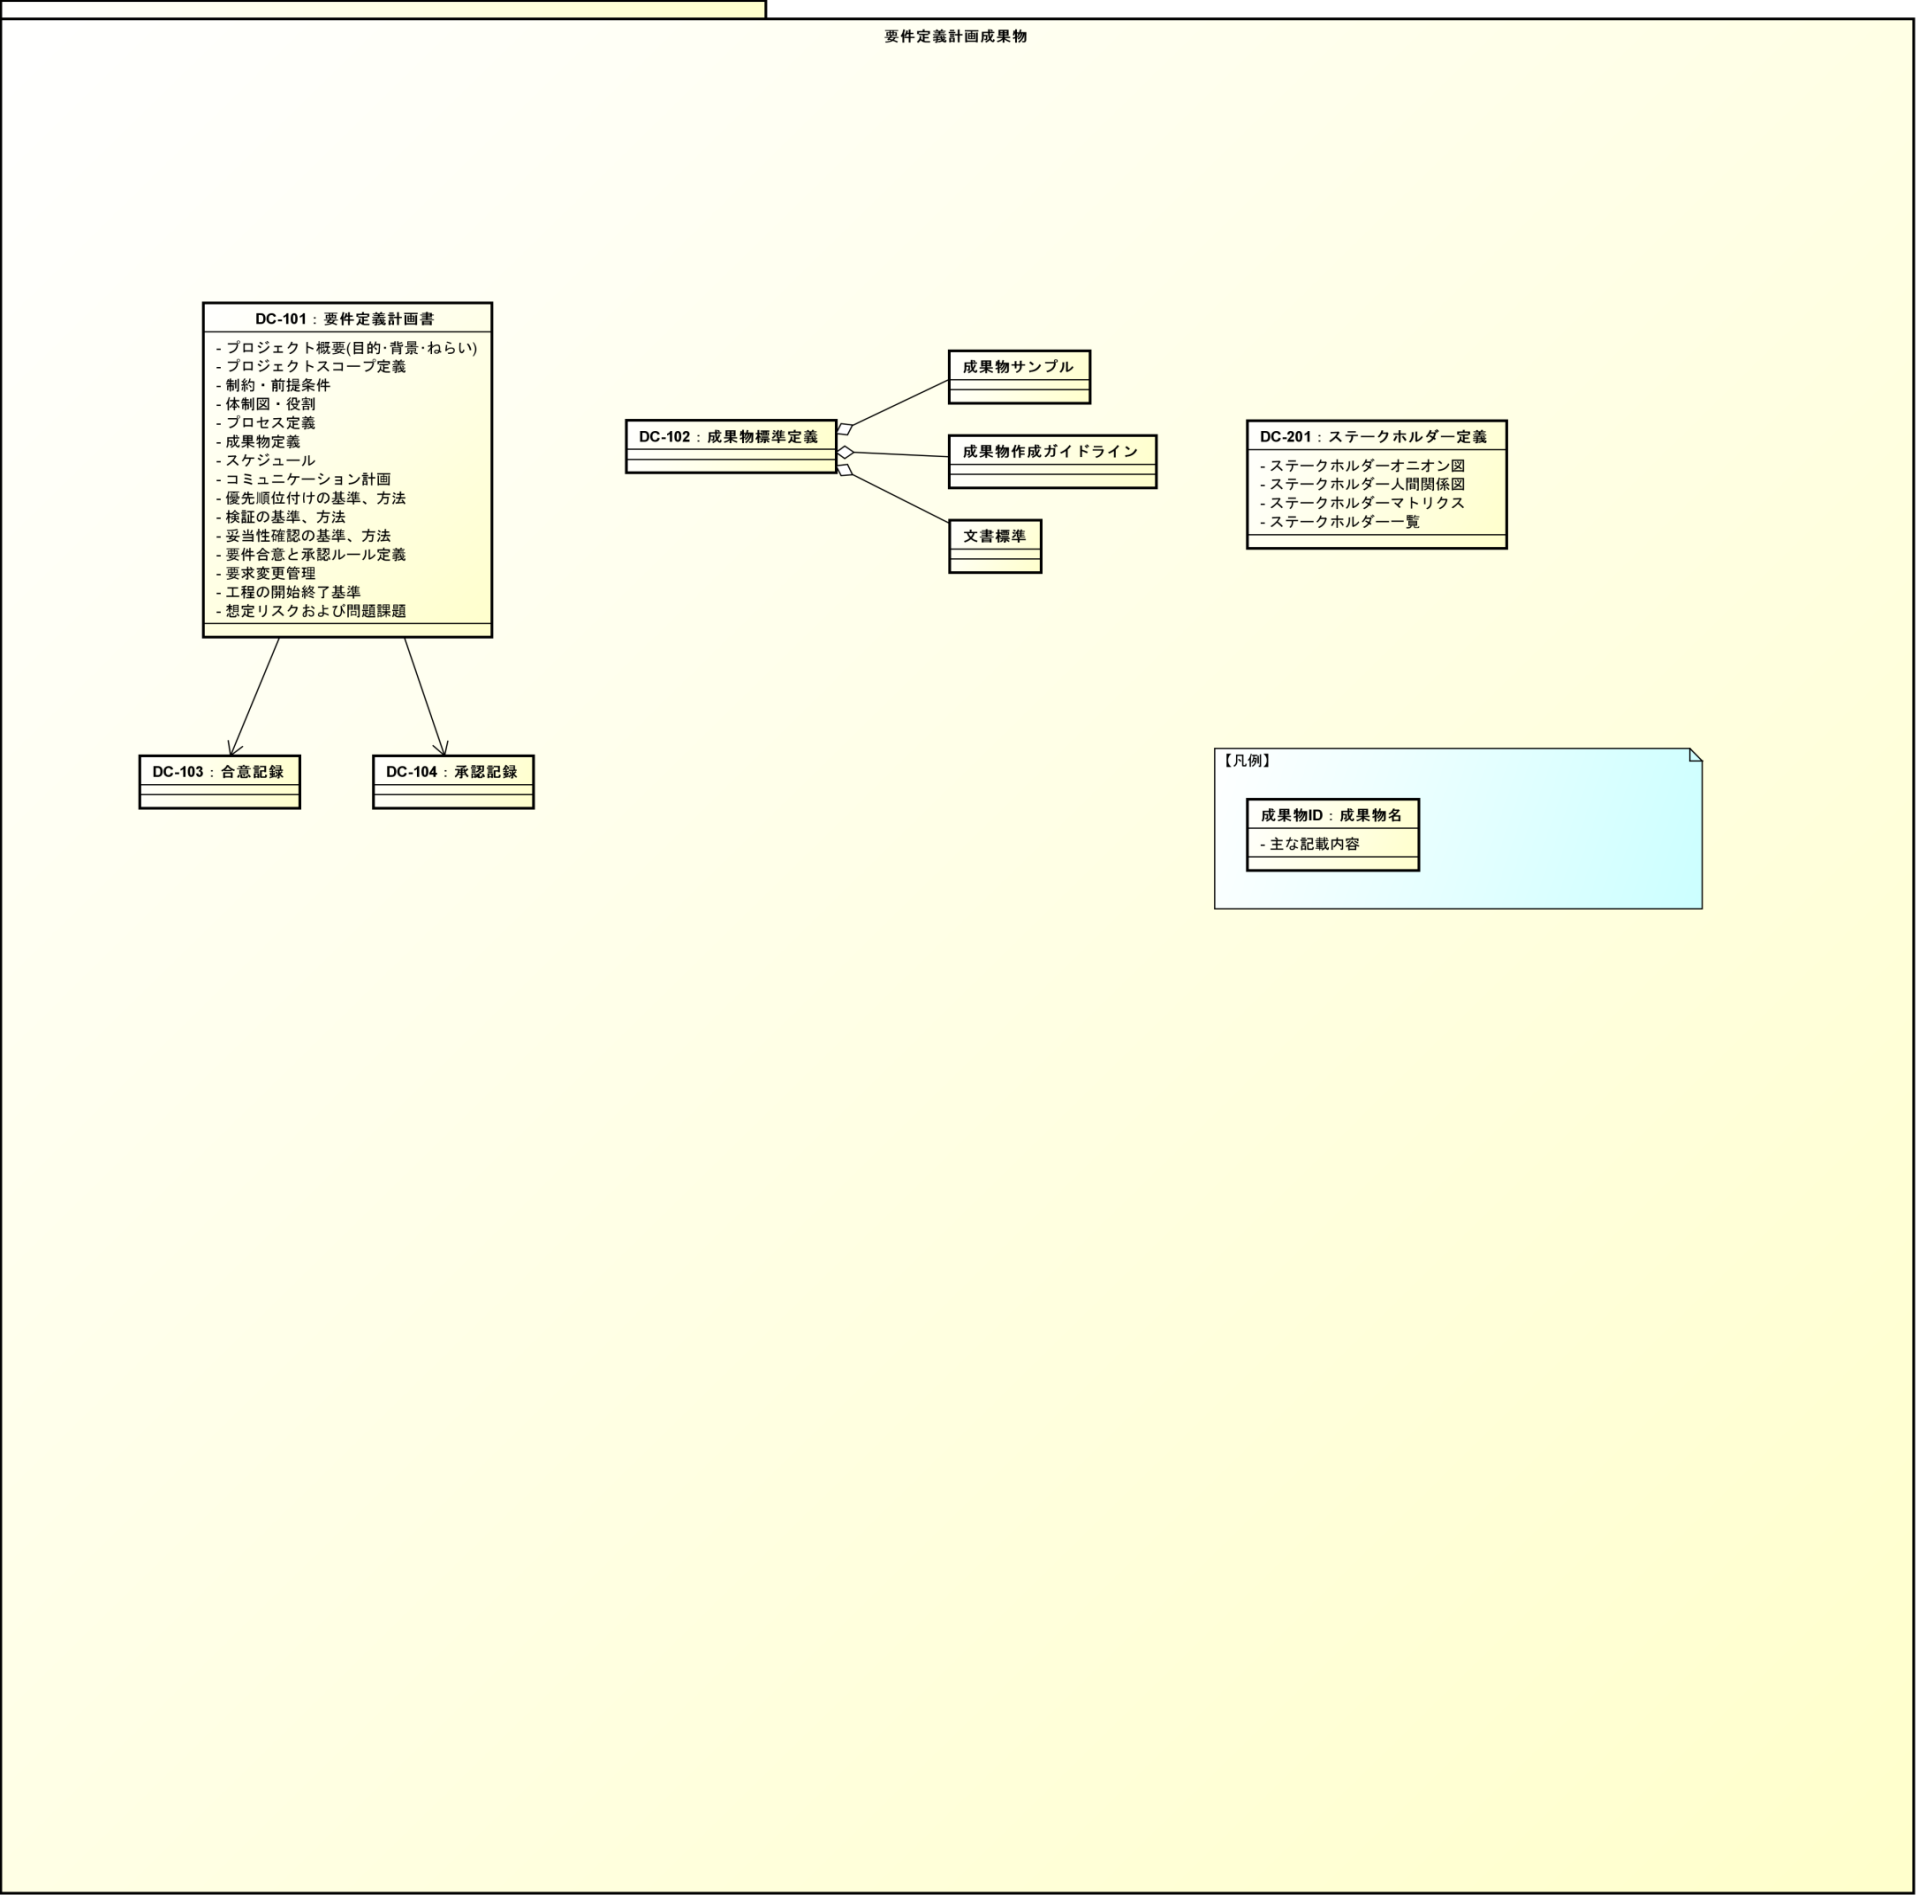 要件定義計画成果物
DC-101：要件定義計画書
- プロジェクト概要(目的･背景･ねらい)
- プロジェクトスコープ定義
- 制約・前提条件
- 体制図・役割
- プロセス定義
- 成果物定義
- スケジュール
- コミュニケーション計画
- 優先順位付けの基準、方法
- 検証の基準、方法
- 妥当性確認の基準、方法
- 要件合意と承認ルール定義
- 要求変更管理
- 工程の開始終了基準
- 想定リスクおよび問題課題
DC-103：合意記録
DC-104：承認記録
DC-102：成果物標準定義
成果物サンプル
成果物作成ガイドライン
文書標準
DC-201：ステークホルダー定義
- ステークホルダーオニオン図
- ステークホルダー人間関係図
- ステークホルダーマトリクス
- ステークホルダー一覧
【凡例】
成果物ID：成果物名
- 主な記載内容